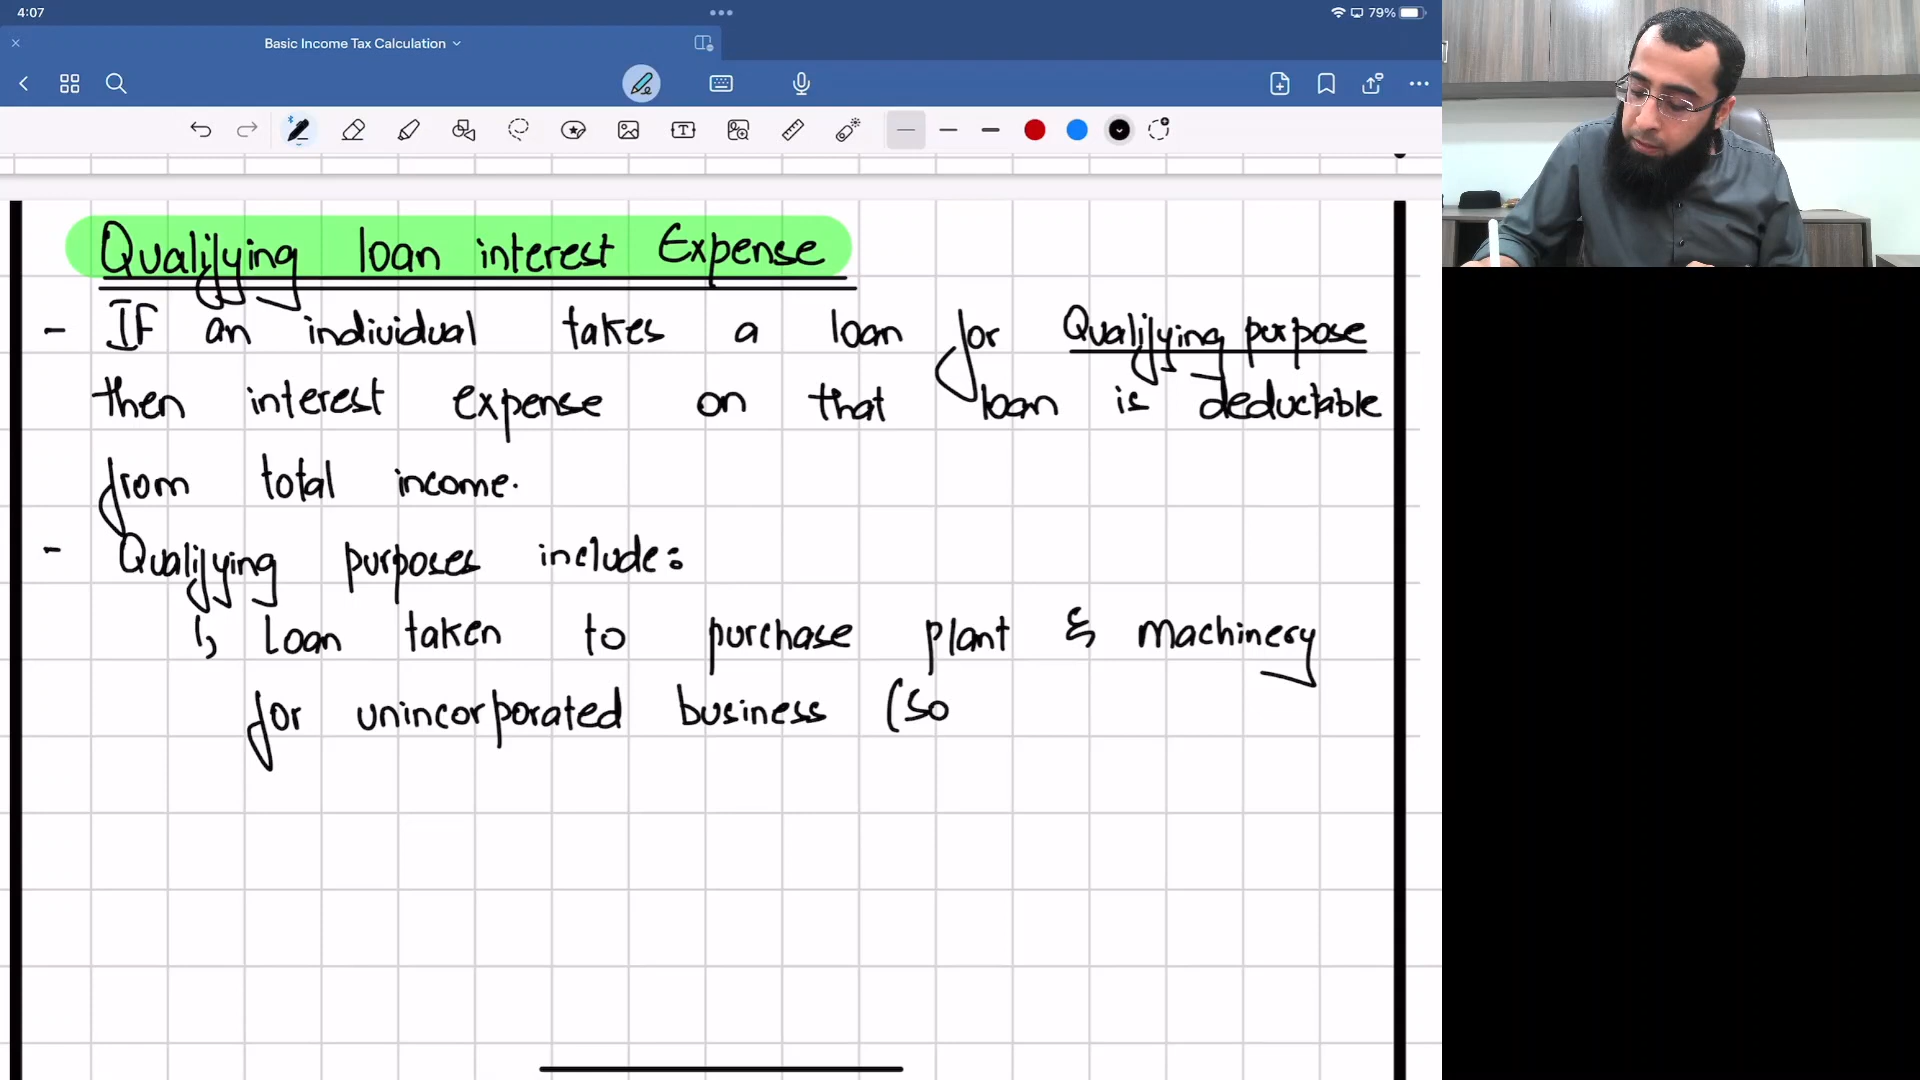 4:07
79%
Basic Income Tax Calculation
Qualifying loan interest Expense
- IF an individual takes a loan for Qualifying purpose
then interest expense on that loan is deductable
from total income.
- Qualifying purposes include:
1, Loan taken to purchase plant & machinery
for unincorporated business (so